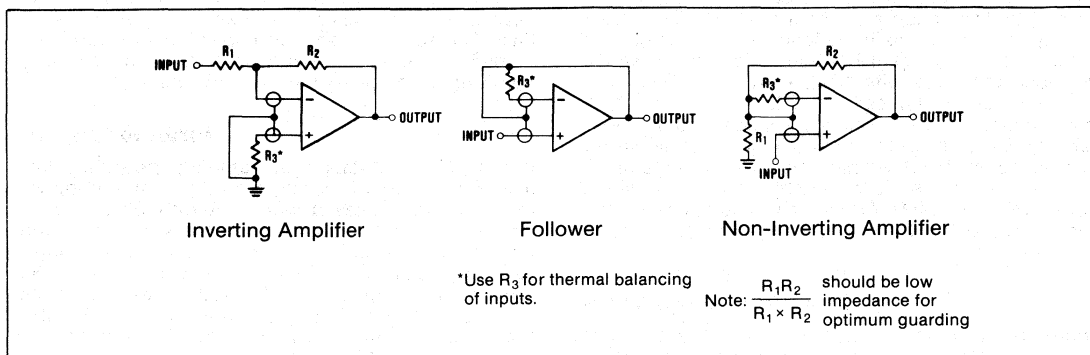 R1
R2
INPUT
−
+
OUTPUT
R3*
Inverting Amplifier
R3*
−
+
INPUT
OUTPUT
Follower
R2
R3*
−
+
R1
OUTPUT
INPUT
Non-Inverting Amplifier
*Use R3 for thermal balancing
of inputs.
Note: R1R2 / R1 × R2 should be low
impedance for
optimum guarding